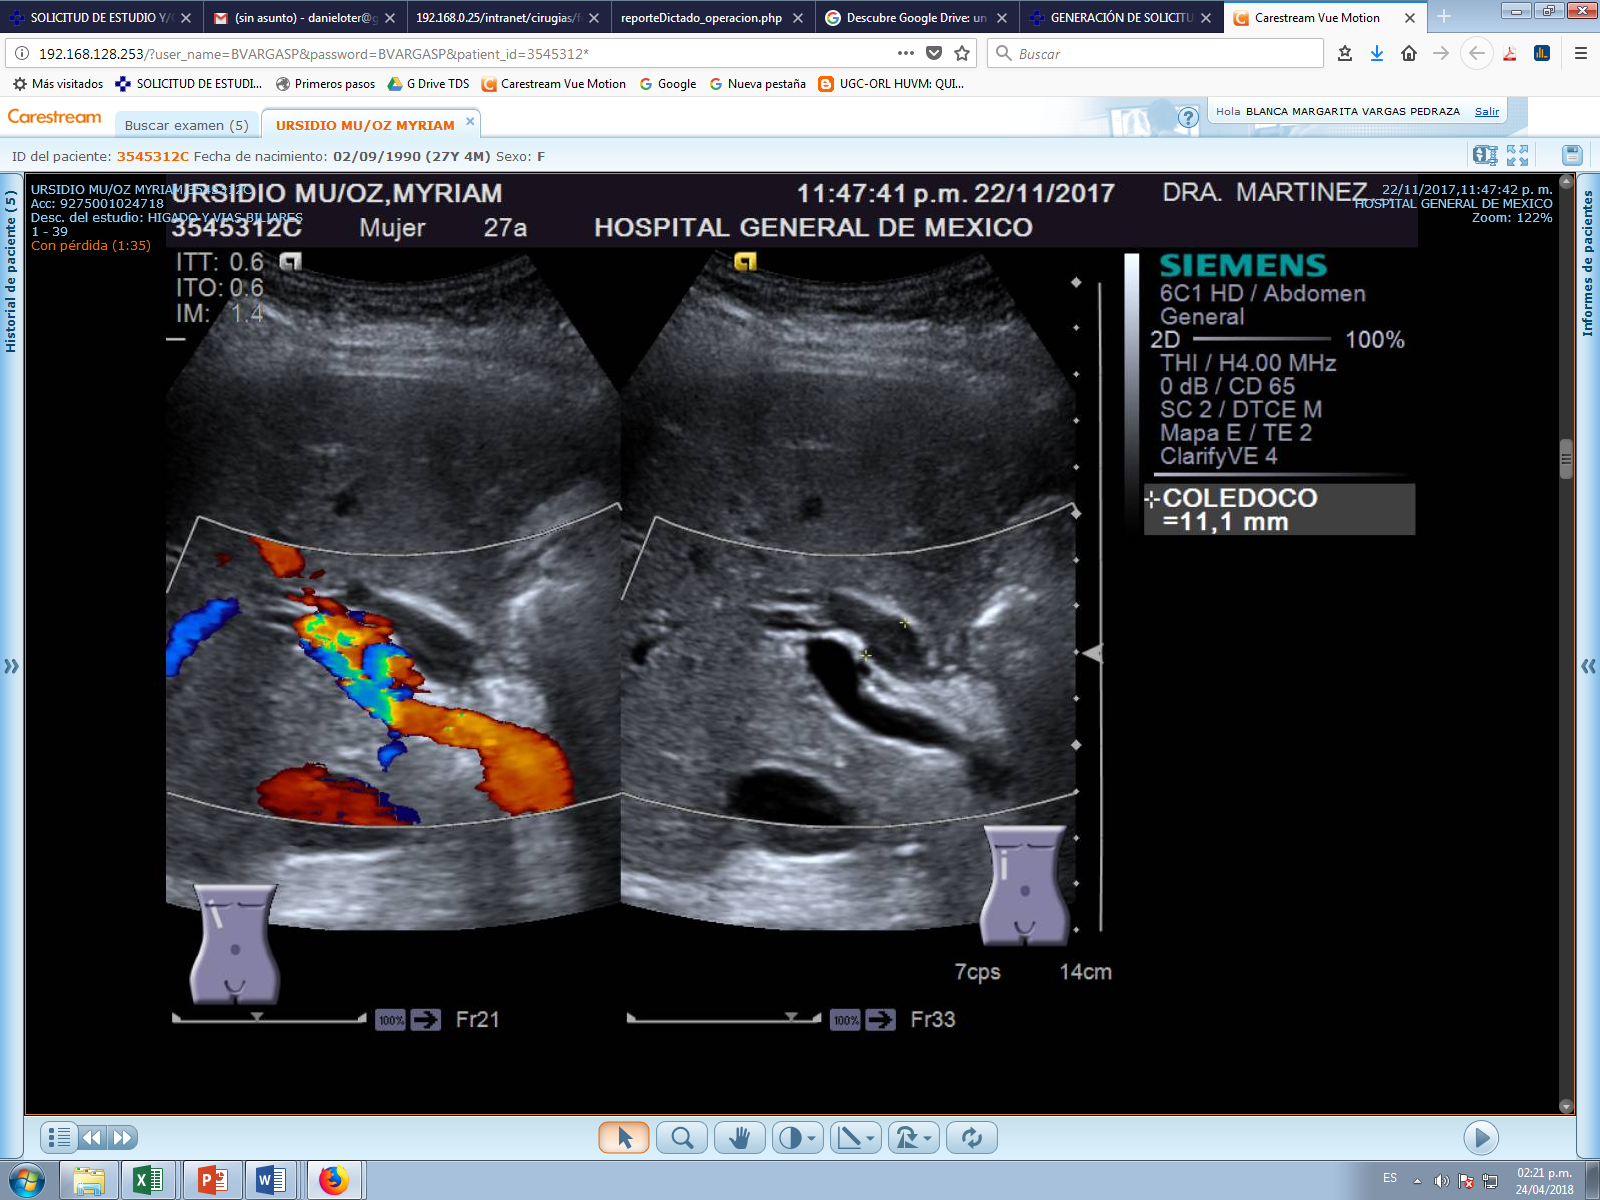 SOLICITUD DE ESTUDIO Y/
(sin asunto) - danieloter@g
192.168.0.25/intranet/cirugias/f
reporteDictado_operacion.php
Descubre Google Drive: un
GENERACIÓN DE SOLICITU
Carestream Vue Motion
192.168.128.253/?user_name=BVARGASP&password=BVARGASP&patient_id=3545312*
Buscar
Más visitados
SOLICITUD DE ESTUDI...
Primeros pasos
G Drive TDS
Carestream Vue Motion
Google
Nueva pestaña
UGC-ORL HUVM: QUI...
Carestream
Buscar examen (5)
URSIDIO MU/OZ MYRIAM
Hola BLANCA MARGARITA VARGAS PEDRAZA
Salir
ID del paciente: 3545312C Fecha de nacimiento: 02/09/1990 (27Y 4M) Sexo: F
Historial de paciente (5)
Informes de pacientes
URSIDIO MU/OZ MYRIAM,3545312C
Acc: 9275001024718
Desc. del estudio: HIGADO Y VIAS BILIARES
1 - 39
Con pérdida (1:35)
URSIDIO MU/OZ,MYRIAM
11:47:41 p.m. 22/11/2017
DRA. MARTINEZ
3545312C
Mujer
27a
HOSPITAL GENERAL DE MEXICO
22/11/2017,11:47:42 p. m.
HOSPITAL GENERAL DE MEXICO
Zoom: 122%
ITT: 0.6
ITO: 0.6
IM: 1.4
SIEMENS
6C1 HD / Abdomen
General
2D 100%
THI / H4.00 MHz
0 dB / CD 65
SC 2 / DTCE M
Mapa E / TE 2
ClarifyVE 4
COLEDOCO
=11,1 mm
7cps
14cm
100%
Fr21
100%
Fr33
ES
02:21 p.m.
24/04/2018